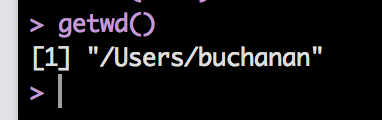 > getwd()
[1] "/Users/buchanan"
>